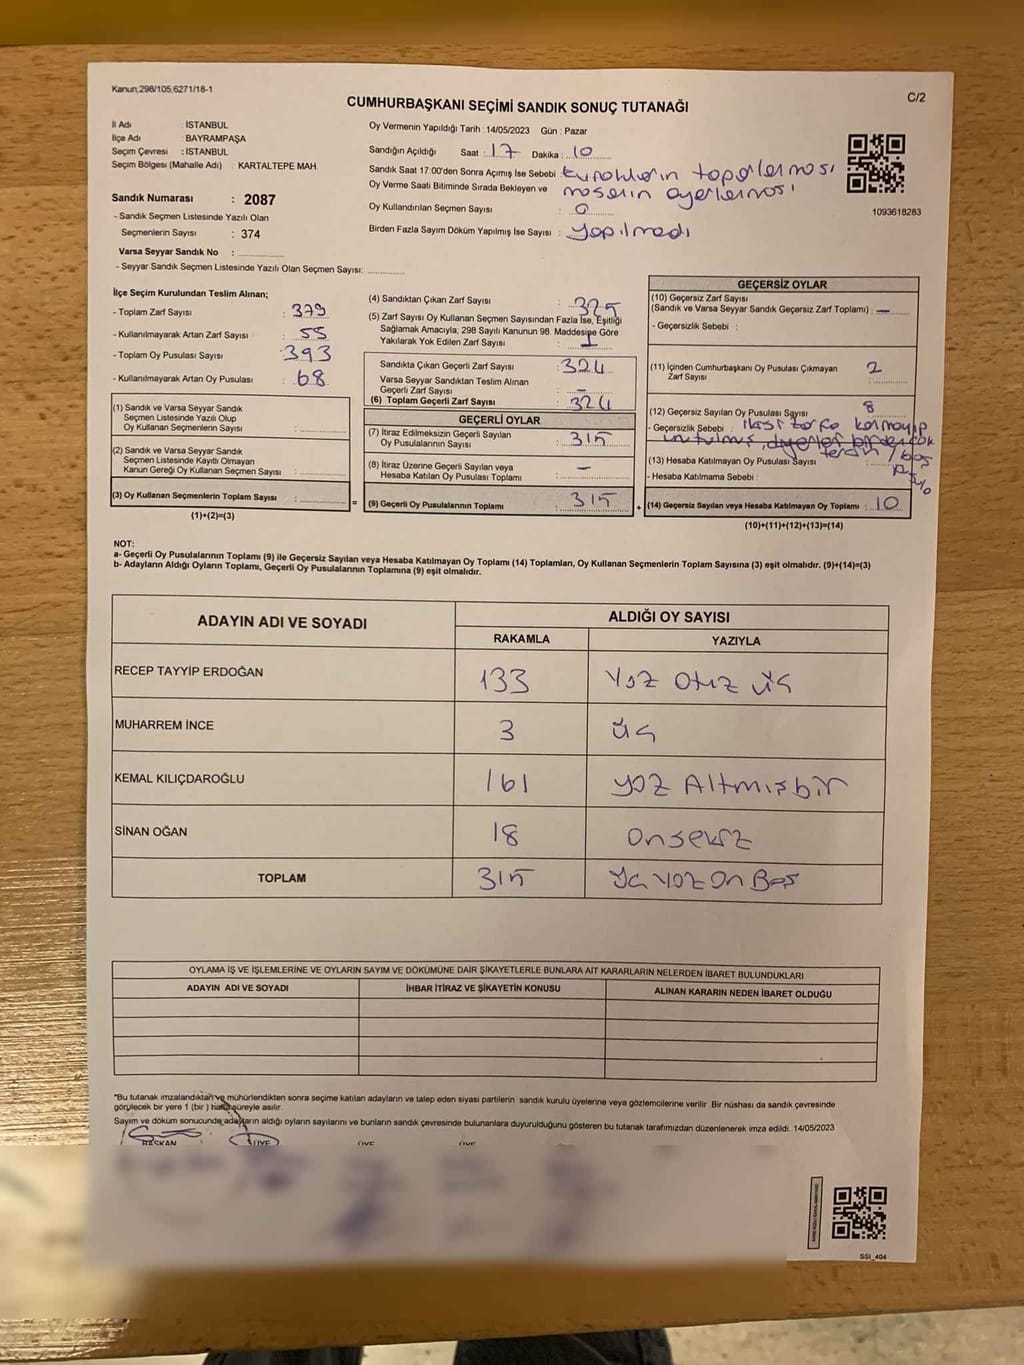 Kanun;298/105;6271/18-1
C/2
CUMHURBAŞKANI SEÇİMİ SANDIK SONUÇ TUTANAĞI
İl Adı : İSTANBUL
İlçe Adı : BAYRAMPAŞA
Seçim Çevresi : İSTANBUL
Seçim Bölgesi (Mahalle Adı) : KARTALTEPE MAH.
Sandık Numarası : 2087
- Sandık Seçmen Listesinde Yazılı Olan
Seçmenlerin Sayısı : 374
Varsa Seyyar Sandık No :
- Seyyar Sandık Seçmen Listesinde Yazılı Olan Seçmen Sayısı:
Oy Vermenin Yapıldığı Tarih : 14/05/2023 Gün : Pazar
Sandığın Açıldığı Saat : 17 Dakika : 10
Sandık Saat 17:00'den Sonra Açımış İse Sebebi : toparlanması
Oy Verme Saati Bitiminde Sırada Bekleyen ve masanın ayarlanması
Oy Kullandırılan Seçmen Sayısı : 0
Birden Fazla Sayım Döküm Yapılmış İse Sayısı : yapılmadı
1093618283
İlçe Seçim Kurulundan Teslim Alınan;
- Toplam Zarf Sayısı : 379
- Kullanılmayarak Artan Zarf Sayısı : 55
- Toplam Oy Pusulası Sayısı : 393
- Kullanılmayarak Artan Oy Pusulası : 68
(1) Sandık ve Varsa Seyyar Sandık
Seçmen Listesinde Yazılı Olup
Oy Kullanan Seçmenlerin Sayısı :
(2) Sandık ve Varsa Seyyar Sandık
Seçmen Listesinde Kayıtlı Olmayan
Kanun Gereği Oy Kullanan Seçmen Sayısı :
(3) Oy Kullanan Seçmenlerin Toplam Sayısı :
(1)+(2)=(3)
(4) Sandıktan Çıkan Zarf Sayısı : 325
(5) Zarf Sayısı Oy Kullanan Seçmen Sayısından Fazla İse, Eşitliği
Sağlamak Amacıyla; 298 Sayılı Kanunun 98. Maddesine Göre
Yakılarak Yok Edilen Zarf Sayısı : 1
Sandıkta Çıkan Geçerli Zarf Sayısı : 324
Varsa Seyyar Sandıktan Teslim Alınan
Geçerli Zarf Sayısı : –
(6) Toplam Geçerli Zarf Sayısı : 324
GEÇERLİ OYLAR
(7) İtiraz Edilmeksizin Geçerli Sayılan
Oy Pusulasının Sayısı : 315
(8) İtiraz Üzerine Geçerli Sayılan veya
Hesaba Katılan Oy Pusulası Toplamı : –
= (9) Geçerli Oy Pusulalarının Toplamı : 315 +
GEÇERSİZ OYLAR
(10) Geçersiz Zarf Sayısı
(Sandık ve Varsa Seyyar Sandık Geçersiz Zarf Toplamı) : –
- Geçersizlik Sebebi :
(11) İçinden Cumhurbaşkanı Oy Pusulası Çıkmayan
Zarf Sayısı : 2
(12) Geçersiz Sayılan Oy Pusulası Sayısı : 8
- Geçersizlik Sebebi : ikisi zarfa
unutulmuş, diğerleri birden çok
(13) Hesaba Katılmayan Oy Pusulası Sayısı :
- Hesaba Katılmama Sebebi :
(14) Geçersiz Sayılan veya Hesaba Katılmayan Oy Toplamı : 10
(10)+(11)+(12)+(13)=(14)
NOT:
a- Geçerli Oy Pusulalarının Toplamı (9) ile Geçersiz Sayılan veya Hesaba Katılmayan Oy Toplamı (14) Toplamları, Oy Kullanan Seçmenlerin Toplam Sayısına (3) eşit olmalıdır. (9)+(14)=(3)
b- Adayların Aldığı Oyların Toplamı, Geçerli Oy Pusulalarının Toplamına (9) eşit olmalıdır.
ADAYIN ADI VE SOYADI
ALDIĞI OY SAYISI
RAKAMLA YAZIYLA
RECEP TAYYİP ERDOĞAN 133 Yüz Otuz üç
MUHARREM İNCE 3 üç
KEMAL KILIÇDAROĞLU 161 yüz Altmışbir
SİNAN OĞAN 18 onsekiz
TOPLAM 315 Üç Yüz On Beş
OYLAMA İŞ VE İŞLEMLERİNE VE OYLARIN SAYIM VE DÖKÜMÜNE DAİR ŞİKAYETLERLE BUNLARA AİT KARARLARIN NELERDEN İBARET BULUNDUKLARI
ADAYIN ADI VE SOYADI İHBAR İTİRAZ VE ŞİKAYETİN KONUSU ALINAN KARARIN NEDEN İBARET OLDUĞU
*Bu tutanak imzalandıktan ve mühürlendikten sonra seçime katılan adayların ve talep eden siyasi partilerin sandık kurulu üyelerine veya gözlemcilerine verilir. Bir nüshası da sandık çevresinde
görülecek bir yere 1 (bir) hafta süreyle asılır.
Sayım ve döküm sonucunda adayların aldığı oyların sayılarını ve bunların sandık çevresinde bulunanlara duyurulduğunu gösteren bu tutanak tarafımızdan düzenlenerek imza edildi. 14/05/2023
BAŞKAN ÜYE ÜYE ÜYE
SSI_404